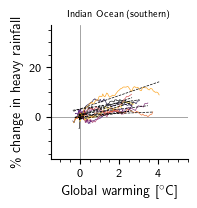 Indian Ocean (southern)
% change in heavy rainfall
20
0
0 2 4
Global warming [°C]